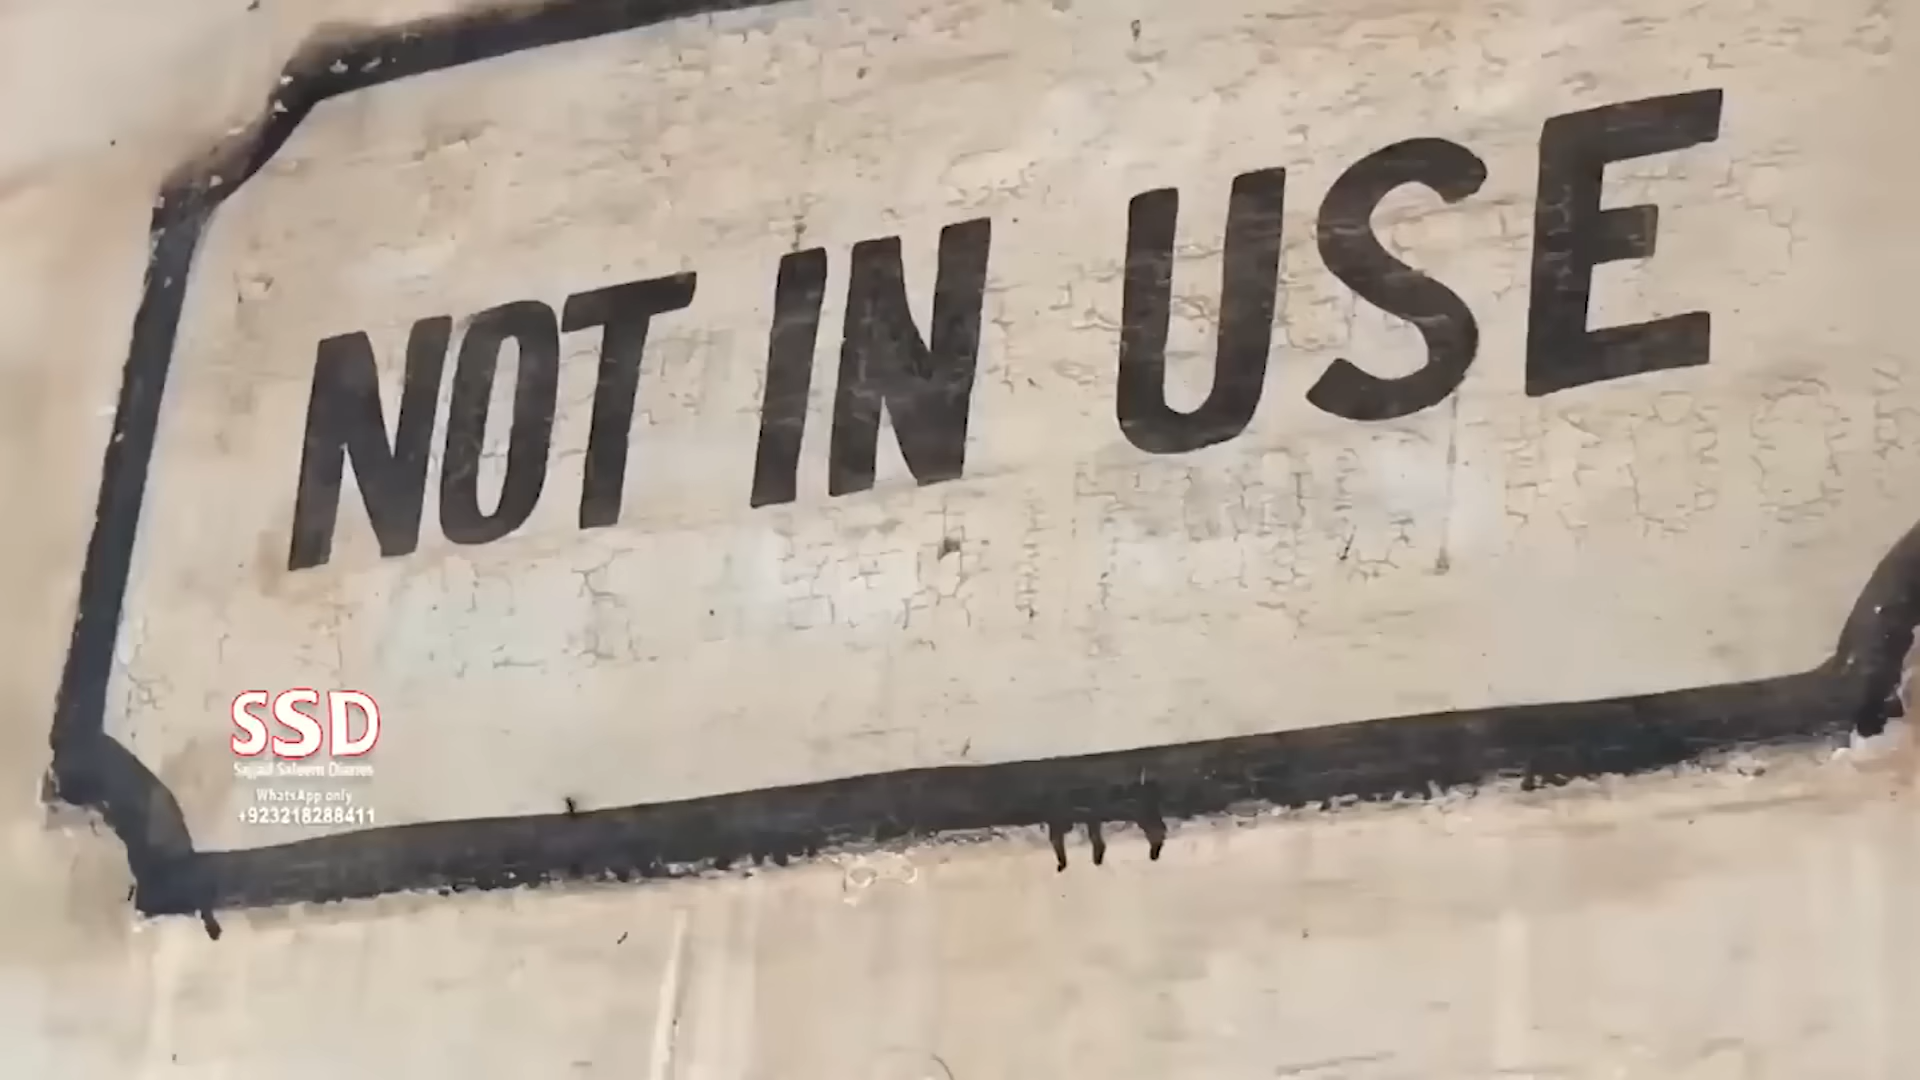 NOT IN USE
SSD
Sajjad Saleem Diaries
WhatsApp only
+923218288411